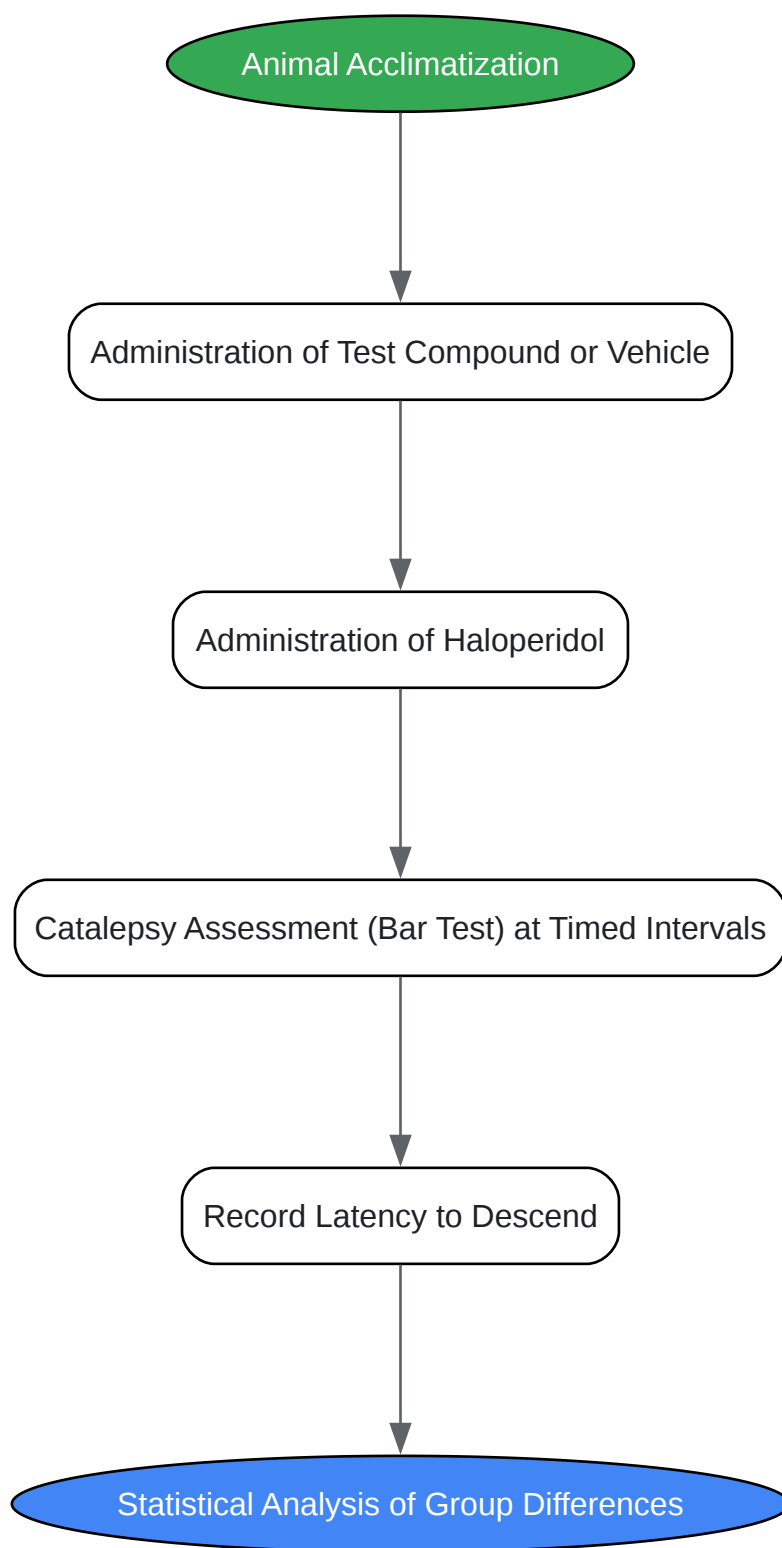 Animal Acclimatization
Administration of Test Compound or Vehicle
Administration of Haloperidol
Catalepsy Assessment (Bar Test) at Timed Intervals
Record Latency to Descend
Statistical Analysis of Group Differences